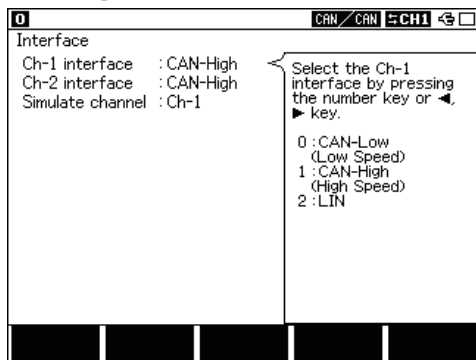 0 CAN/CAN ⇆CH1
Interface
Ch-1 interface : CAN-High
Ch-2 interface : CAN-High
Simulate channel : Ch-1
Select the Ch-1
interface by pressing
the number key or ◀,
▶ key.
0 :CAN-Low
(Low Speed)
1 :CAN-High
(High Speed)
2 :LIN